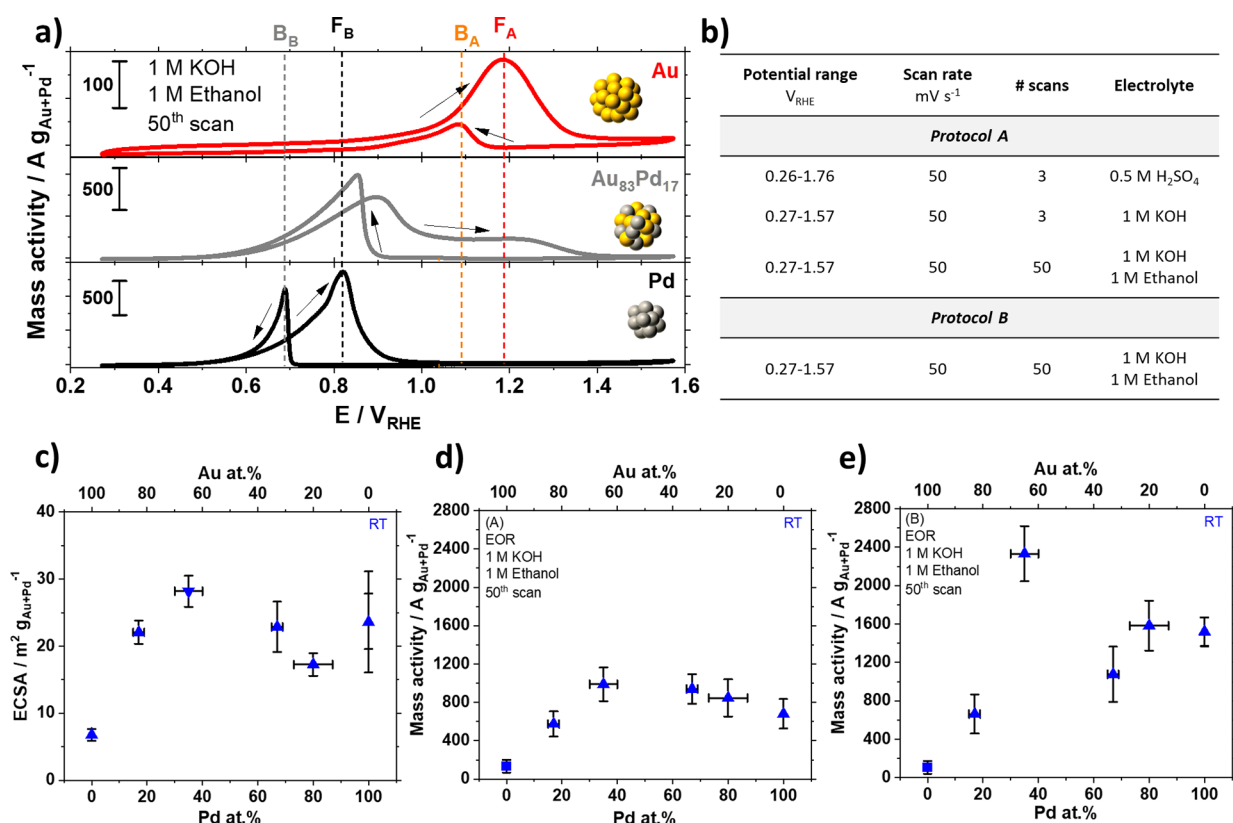 a)
B_B
F_B
B_A
F_A
1 M KOH
1 M Ethanol
50th scan
100
Au
500
Au83Pd17
500
Pd
Mass activity / A g_Au+Pd^-1
0.2 0.4 0.6 0.8 1.0 1.2 1.4 1.6
E / V_RHE
b)
Potential range Scan rate # scans Electrolyte
V_RHE mV s^-1
Protocol A
0.26-1.76 50 3 0.5 M H2SO4
0.27-1.57 50 3 1 M KOH
0.27-1.57 50 50 1 M KOH
1 M Ethanol
Protocol B
0.27-1.57 50 50 1 M KOH
1 M Ethanol
c)
Au at.%
100 80 60 40 20 0
RT
40
30
20
10
0
ECSA / m^2 g_Au+Pd^-1
0 20 40 60 80 100
Pd at.%
d)
Au at.%
100 80 60 40 20 0
(A)
EOR
1 M KOH
1 M Ethanol
50th scan
RT
2800
2400
2000
1600
1200
800
400
0
Mass activity / A g_Au+Pd^-1
0 20 40 60 80 100
Pd at.%
e)
Au at.%
100 80 60 40 20 0
(B)
EOR
1 M KOH
1 M Ethanol
50th scan
RT
2800
2400
2000
1600
1200
800
400
0
Mass activity / A g_Au+Pd^-1
0 20 40 60 80 100
Pd at.%